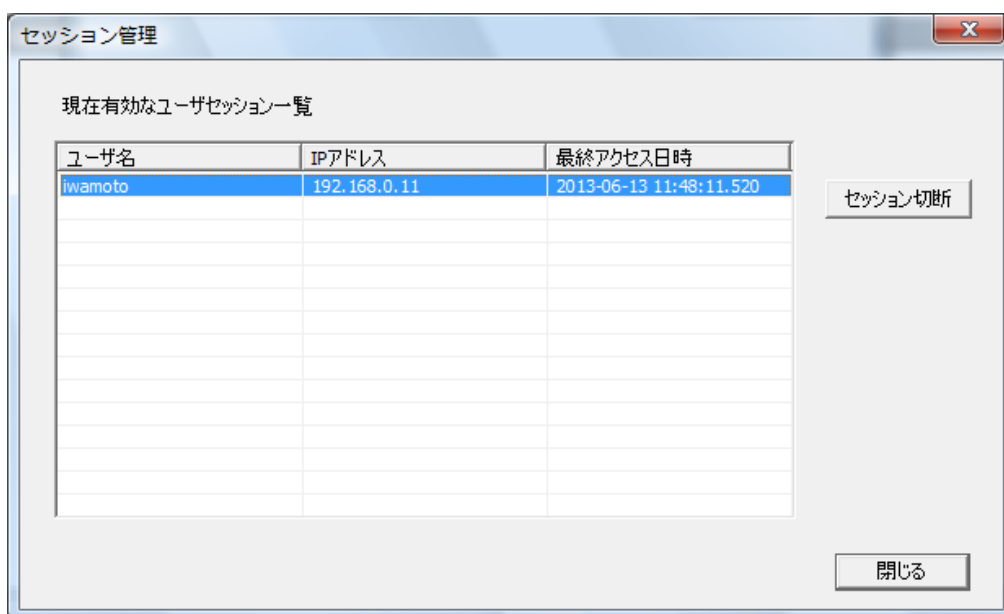 セッション管理
現在有効なユーザセッション一覧
ユーザ名 IPアドレス 最終アクセス日時
iwamoto 192.168.0.11 2013-06-13 11:48:11.520
セッション切断
閉じる